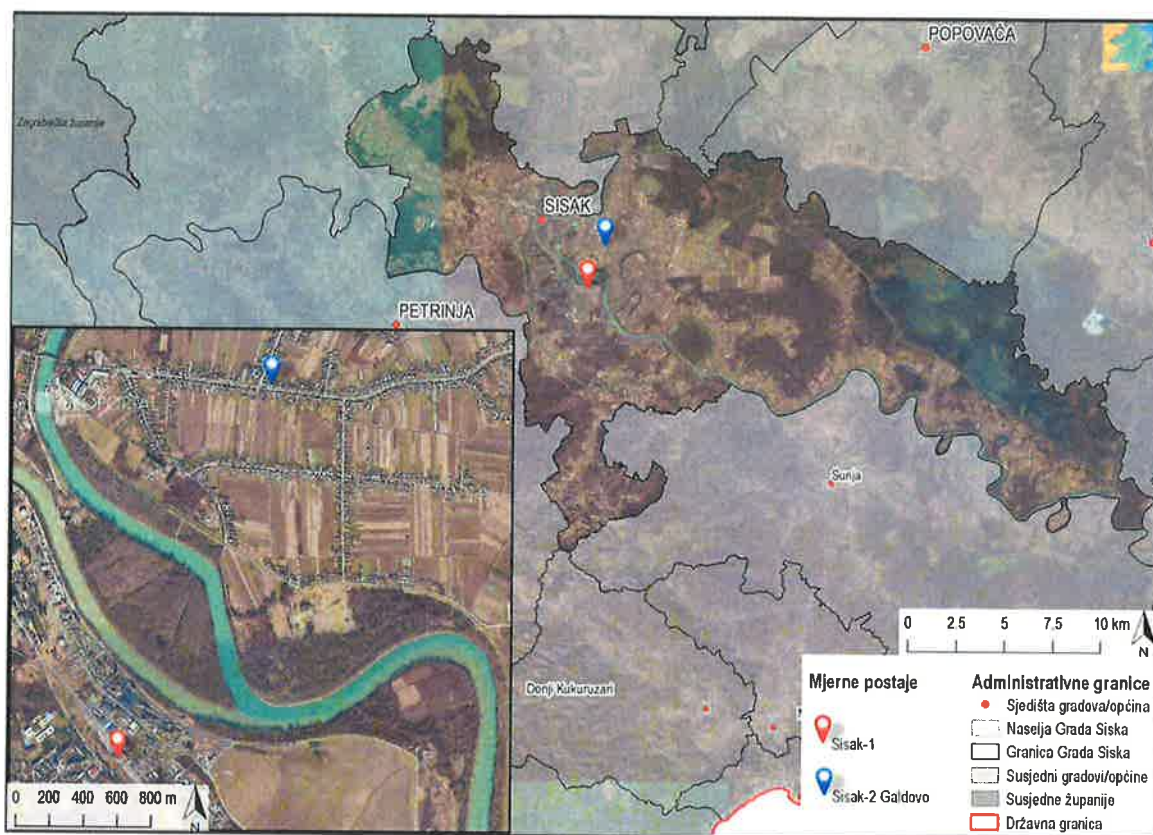 POPOVAČA
Zagrebačka županija
SISAK
PETRINJA
Sunja
Donji Kukuruzari
0 2.5 5 7.5 10 km
N
0 200 400 600 800 m
N
Mjerne postaje
Sisak-1
Sisak-2 Galdovo
Administrativne granice
Sjedišta gradova/općina
Naselja Grada Siska
Granica Grada Siska
Susjedni gradovi/općine
Susjedne županije
Državna granica